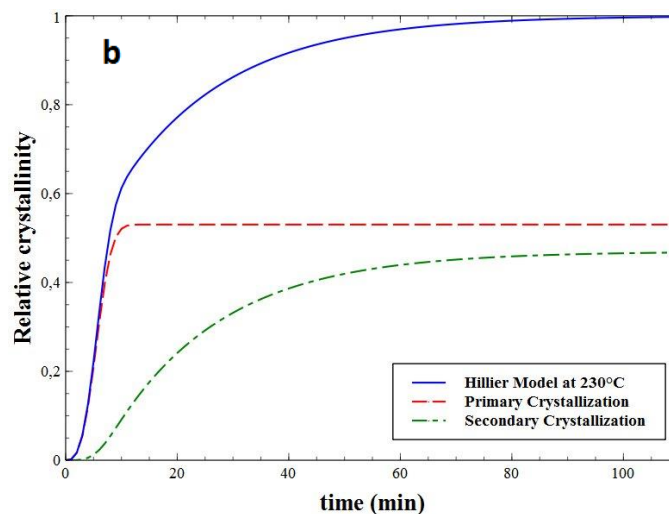 b
Relative crystallinity
1
0,8
0,6
0,4
0,2
0
0
20
40
60
80
100
time (min)
Hillier Model at 230°C
Primary Crystallization
Secondary Crystallization